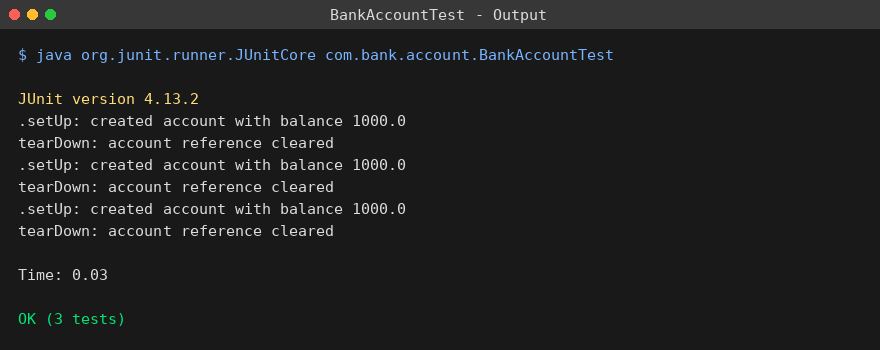 BankAccountTest - Output
$ java org.junit.runner.JUnitCore com.bank.account.BankAccountTest
JUnit version 4.13.2
.setUp: created account with balance 1000.0
tearDown: account reference cleared
.setUp: created account with balance 1000.0
tearDown: account reference cleared
.setUp: created account with balance 1000.0
tearDown: account reference cleared
Time: 0.03
OK (3 tests)